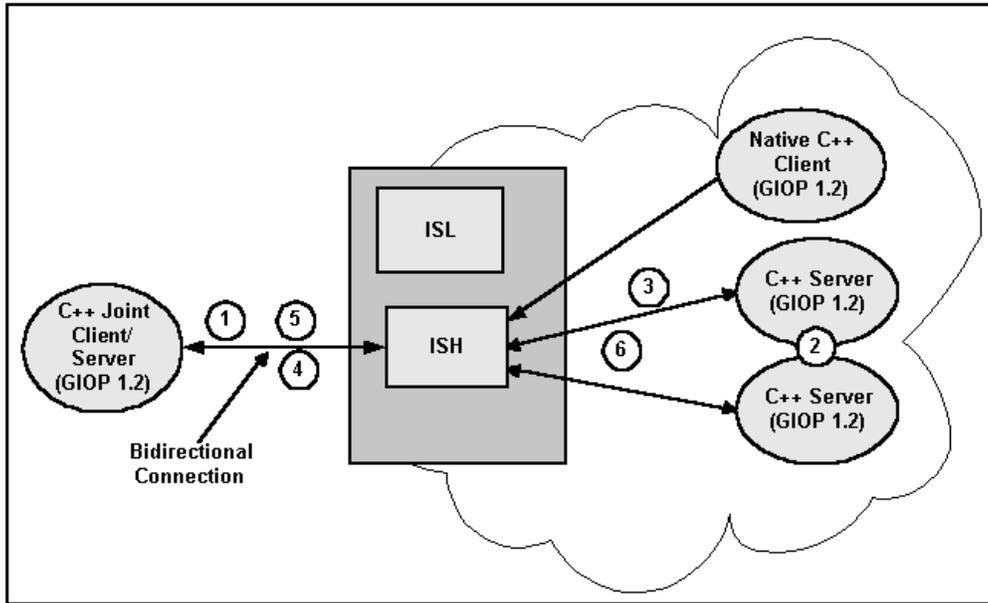 Native C++
Client
(GIOP 1.2)
ISL
C++ Server
(GIOP 1.2)
3
C++ Joint
Client/
Server
(GIOP 1.2)
1
5
4
ISH
6
2
C++ Server
(GIOP 1.2)
Bidirectional
Connection